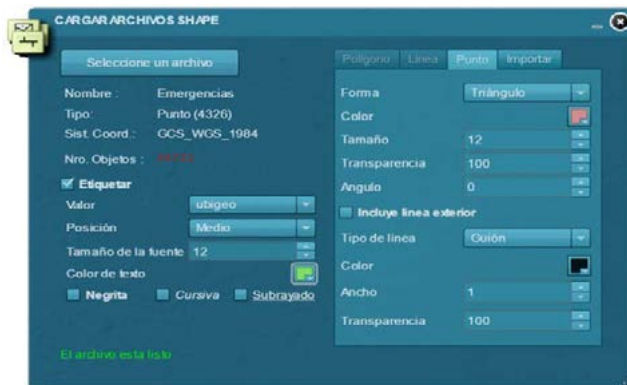 CARGAR ARCHIVOS SHAPE
Seleccione un archivo
Nombre : Emergencias
Tipo: Punto (4326)
Sist. Coord.: GCS_WGS_1984
Nro. Objetos :
Etiquetar
Valor ubigeo
Posición Medio
Tamaño de la fuente 12
Color de texto
Negrita Cursiva Subrayado
El archivo esta listo
Polígono Línea Punto Importar
Forma Triángulo
Color
Tamaño 12
Transparencia 100
Angulo 0
Incluye linea exterior
Tipo de linea Guión
Color
Ancho 1
Transparencia 100